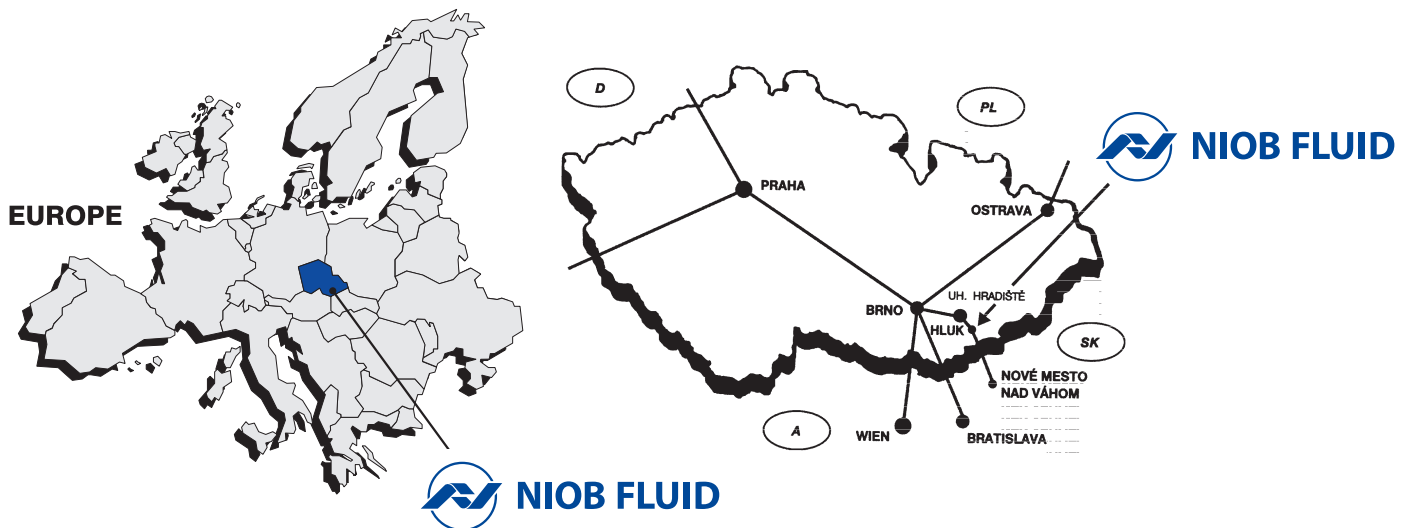 EUROPE
NIOB FLUID
D
PL
NIOB FLUID
PRAHA
OSTRAVA
UH. HRADIŠTĚ
BRNO
HLUK
SK
NOVÉ MESTO
NAD VÁHOM
A
WIEN
BRATISLAVA